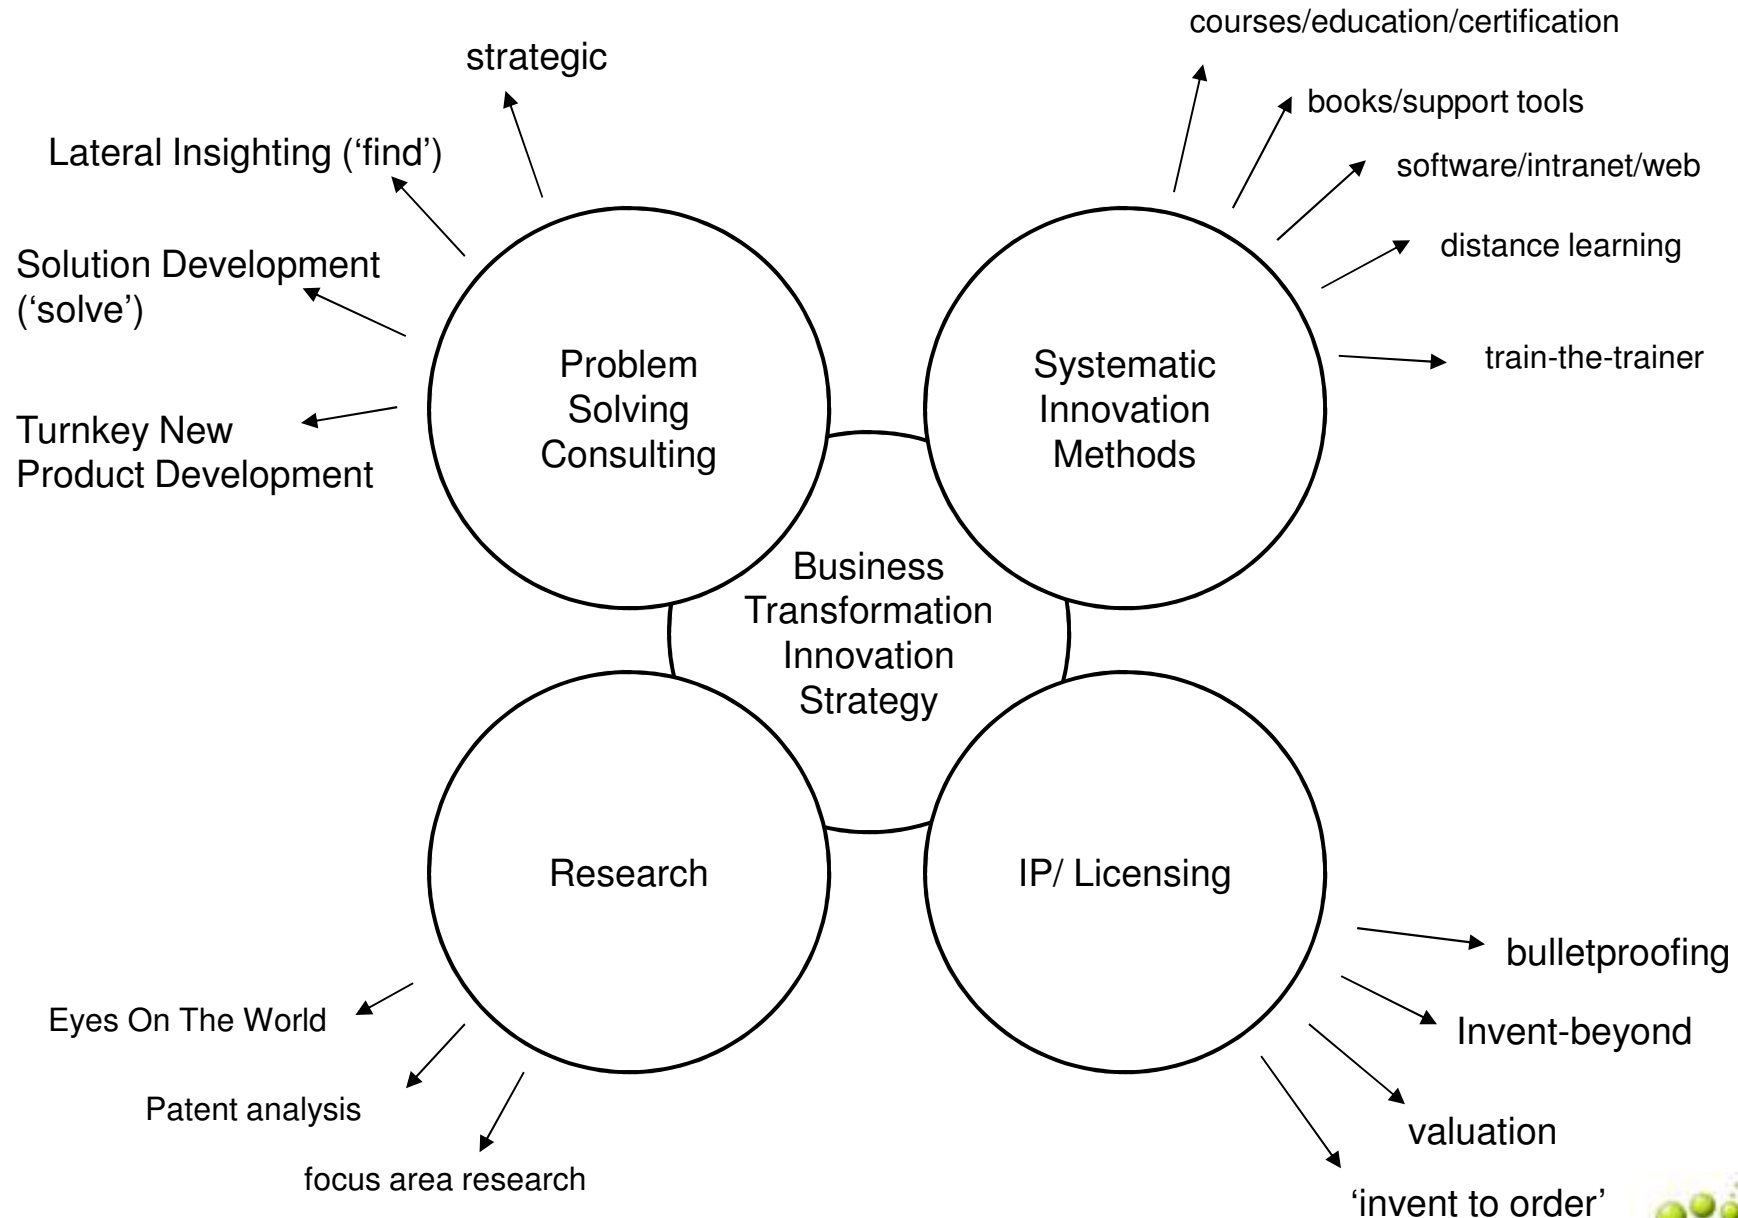 strategic
Lateral Insighting (‘find’)
Solution Development
(‘solve’)
Turnkey New
Product Development
Problem
Solving
Consulting
courses/education/certification
books/support tools
software/intranet/web
distance learning
train-the-trainer
Systematic
Innovation
Methods
Business
Transformation
Innovation
Strategy
Research
Eyes On The World
Patent analysis
focus area research
IP/ Licensing
bulletproofing
Invent-beyond
valuation
‘invent to order’